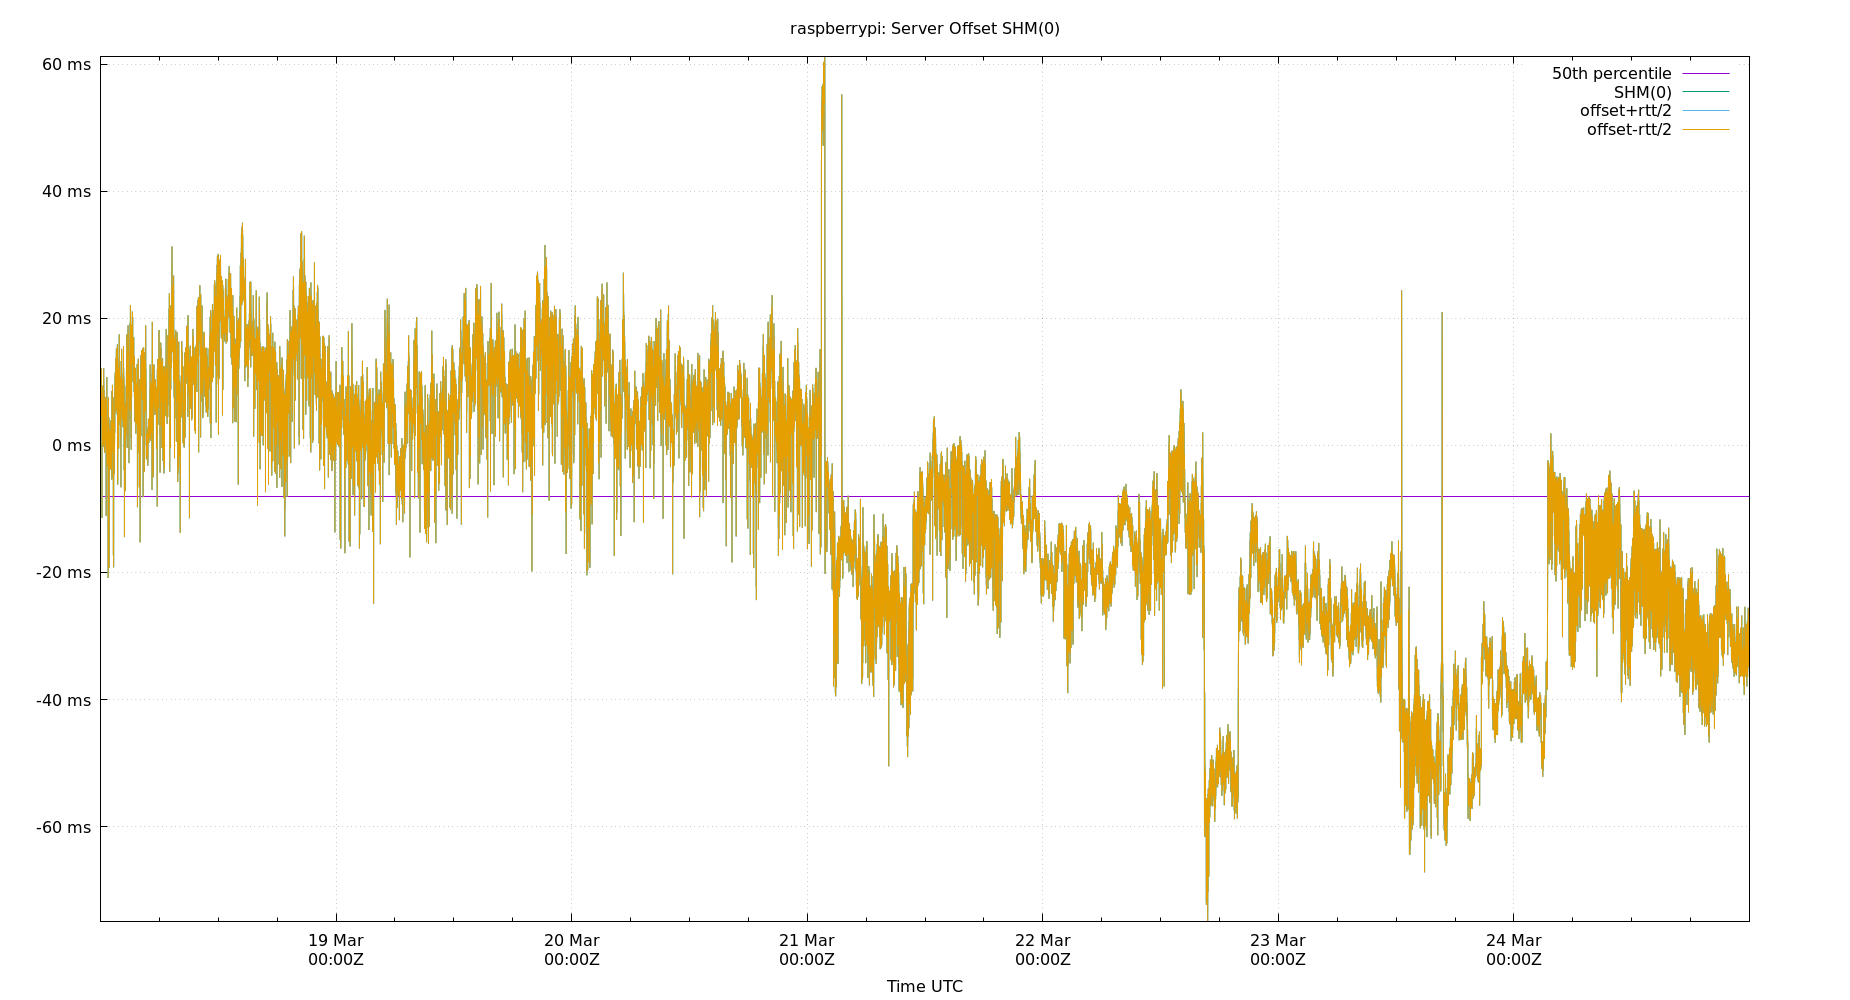 raspberrypi: Server Offset SHM(0)
60 ms
40 ms
20 ms
0 ms
-20 ms
-40 ms
-60 ms
50th percentile
SHM(0)
offset+rtt/2
offset-rtt/2
19 Mar
00:00Z
20 Mar
00:00Z
21 Mar
00:00Z
22 Mar
00:00Z
23 Mar
00:00Z
24 Mar
00:00Z
Time UTC